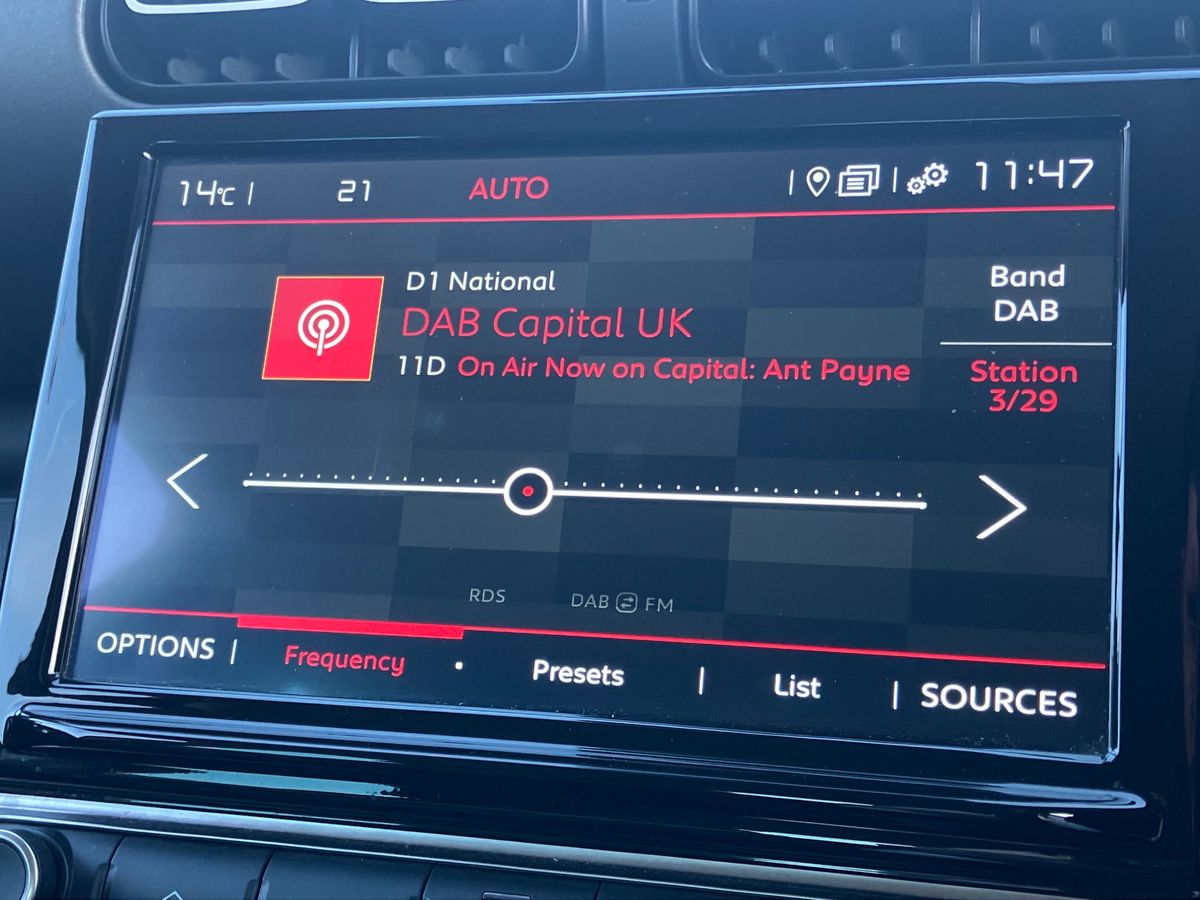 14°C | 21 AUTO 11:47
D1 National
DAB Capital UK
11D On Air Now on Capital: Ant Payne
Band
DAB
Station
3/29
RDS DAB FM
OPTIONS | Frequency · Presets | List | SOURCES